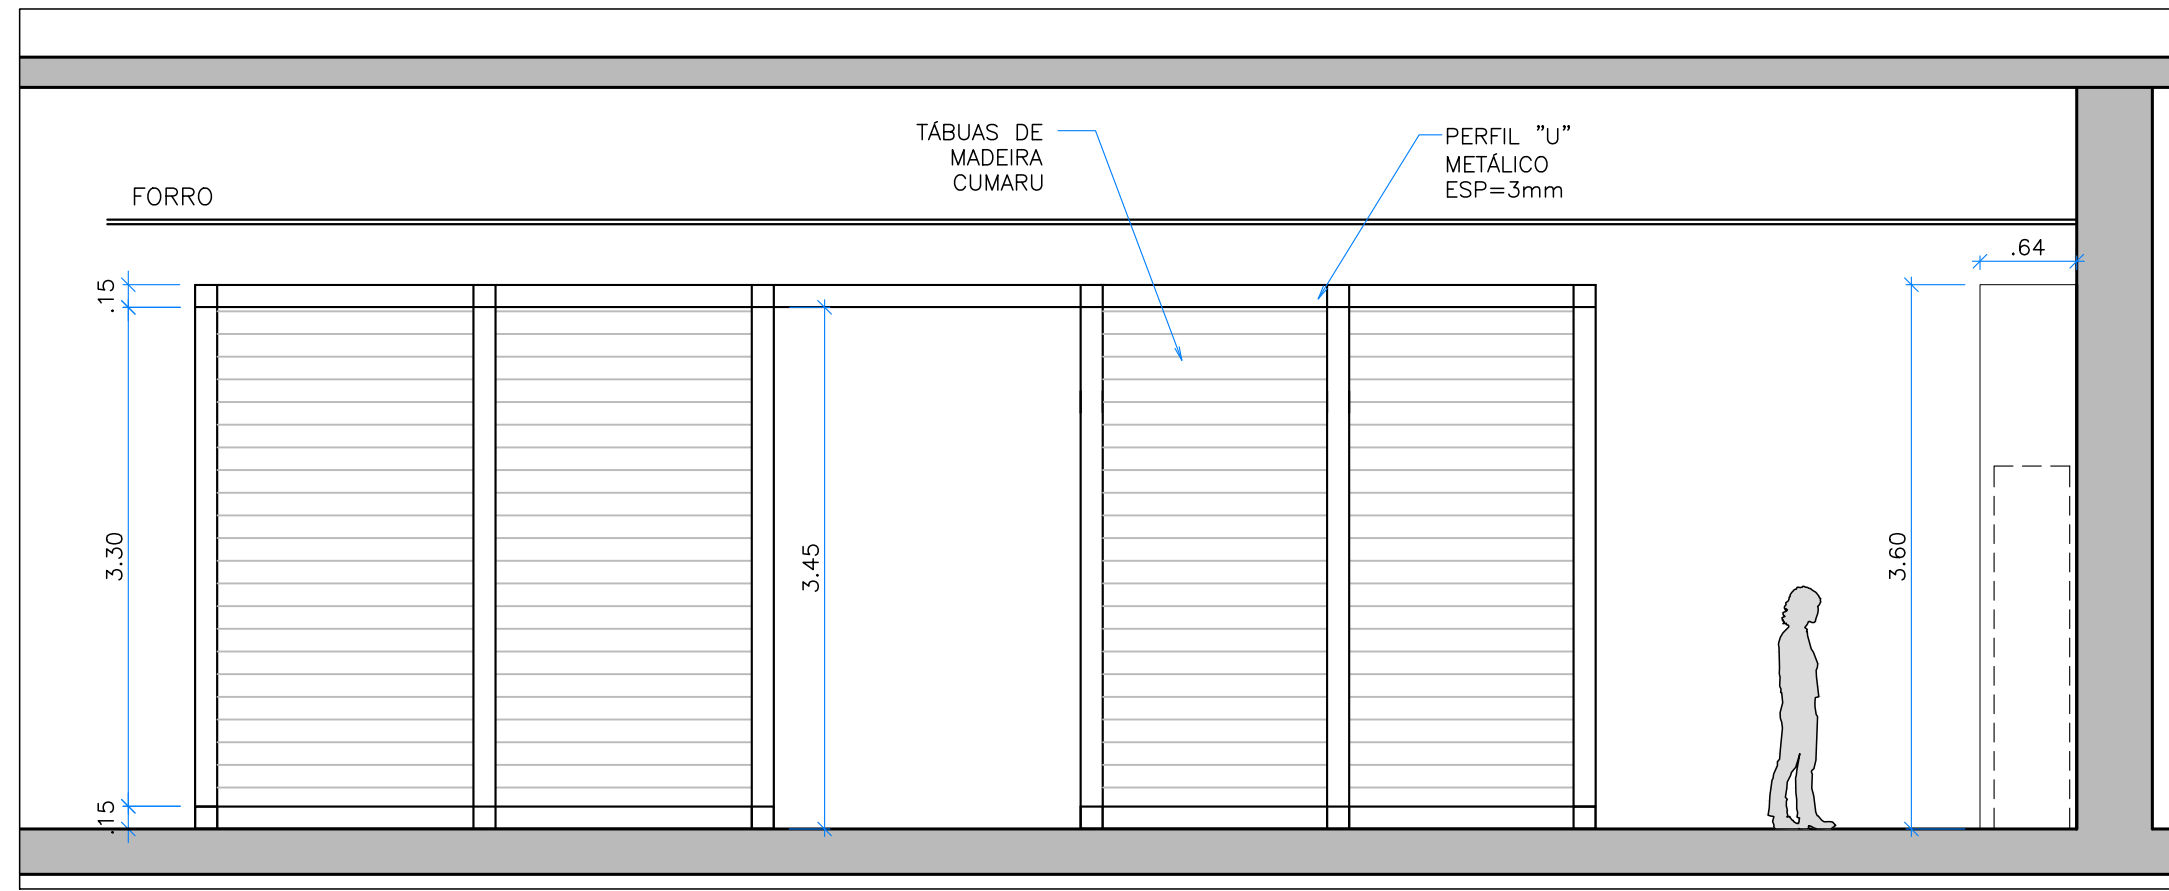 TÁBUAS DE
MADEIRA
CUMARU
PERFIL "U"
METÁLICO
ESP=3mm
FORRO
.64
.15
3.30
3.45
3.60
.15